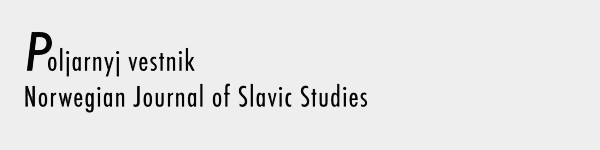 Poljarnyj vestnik
Norwegian Journal of Slavic Studies